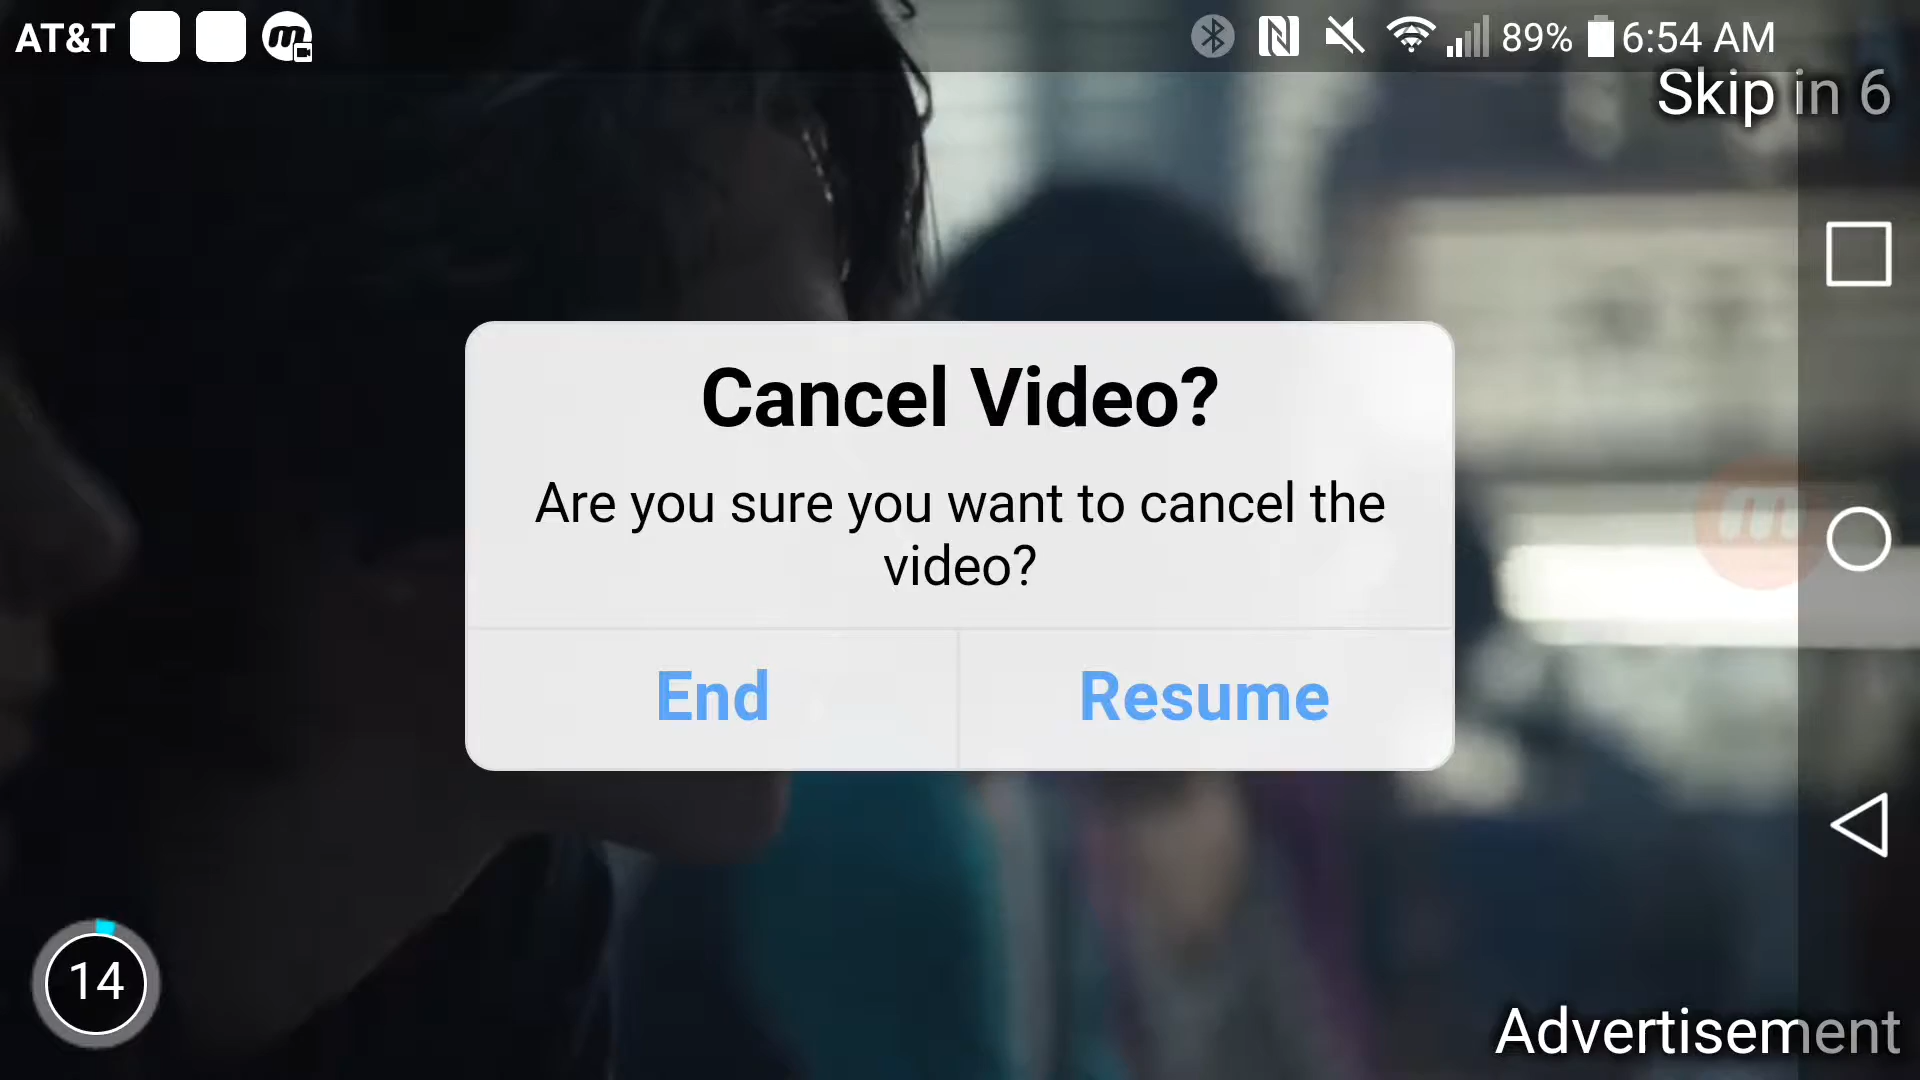 AT&T 89% 6:54 AM
Skip in 6
Cancel Video?
Are you sure you want to cancel the
video?
End Resume
14
Advertisement